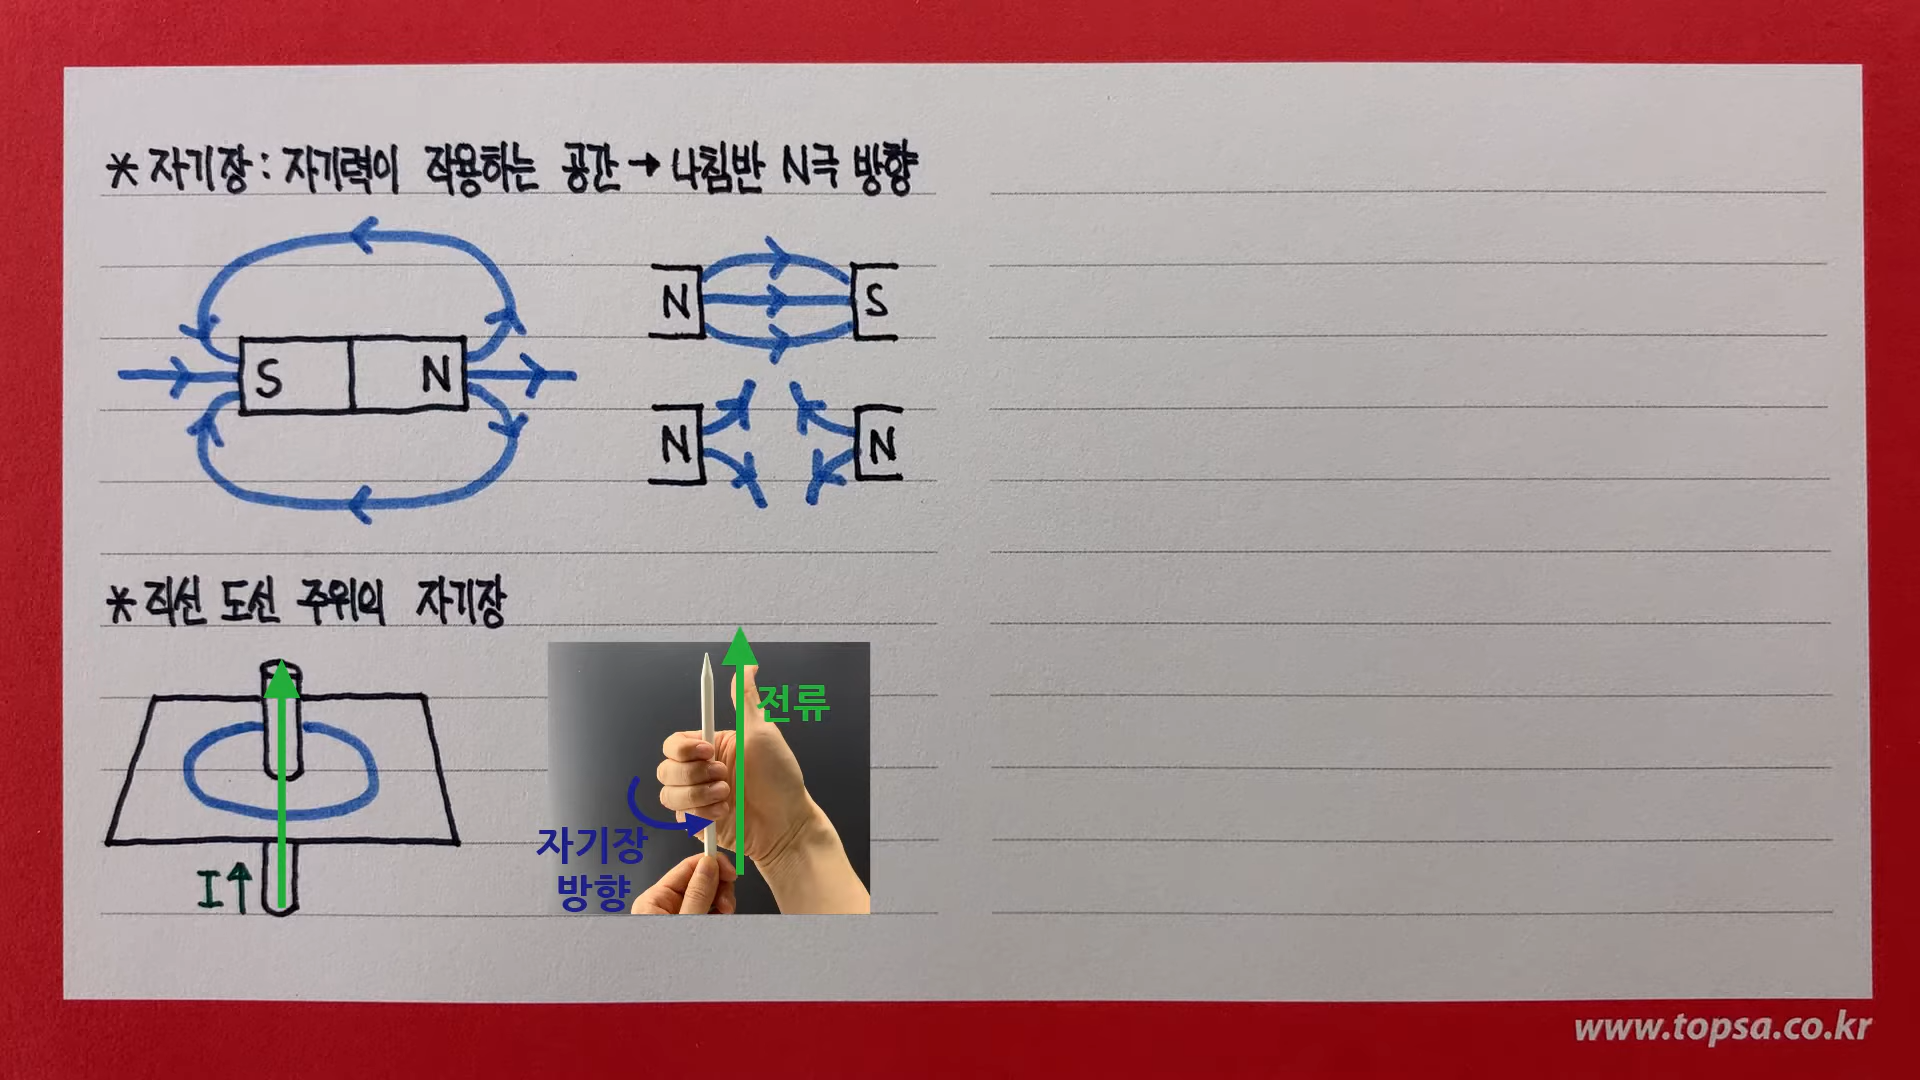 * 자기장 : 자기력이 작용하는 공간 → 나침반 N극 방향
S N
N S
N N
* 직선 도선 주위의 자기장
I↑
전류
자기장
방향
www.topsa.co.kr